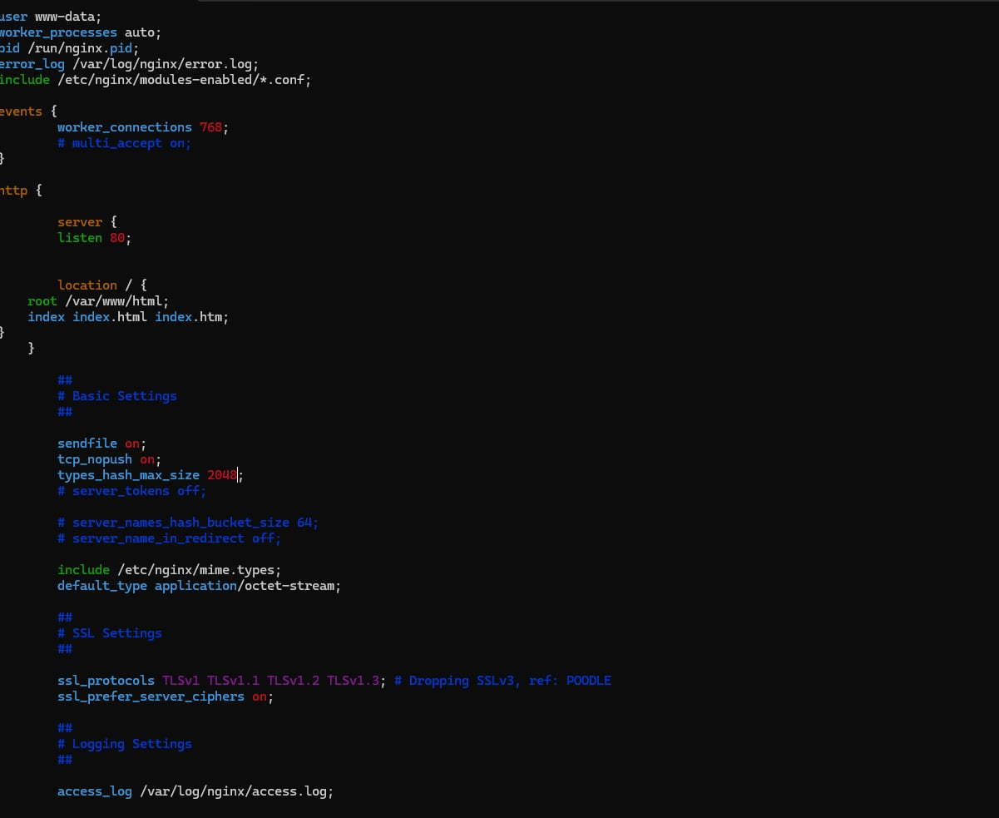 user www-data;
worker_processes auto;
pid /run/nginx.pid;
error_log /var/log/nginx/error.log;
include /etc/nginx/modules-enabled/*.conf;
events {
worker_connections 768;
# multi_accept on;
}
http {
server {
listen 80;
location / {
root /var/www/html;
index index.html index.htm;
}
}
##
# Basic Settings
##
sendfile on;
tcp_nopush on;
types_hash_max_size 2048;
# server_tokens off;
# server_names_hash_bucket_size 64;
# server_name_in_redirect off;
include /etc/nginx/mime.types;
default_type application/octet-stream;
##
# SSL Settings
##
ssl_protocols TLSv1 TLSv1.1 TLSv1.2 TLSv1.3; # Dropping SSLv3, ref: POODLE
ssl_prefer_server_ciphers on;
##
# Logging Settings
##
access_log /var/log/nginx/access.log;